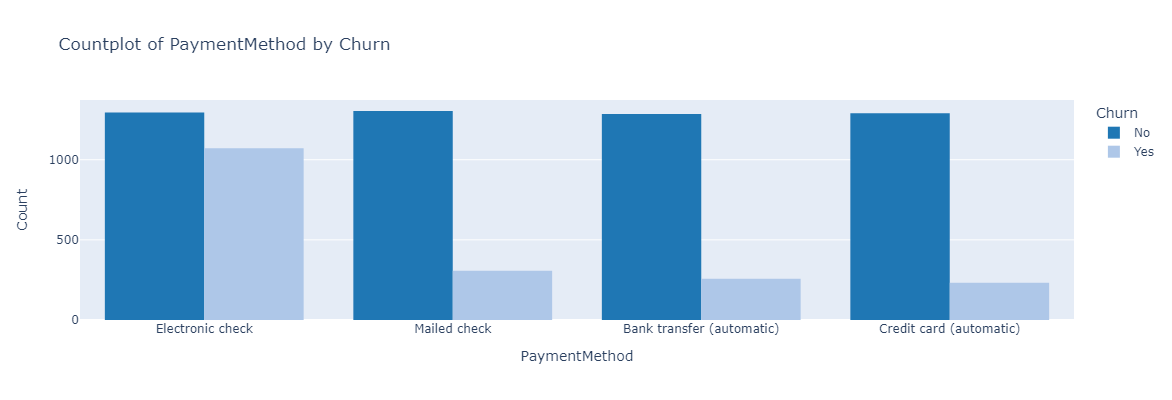 Countplot of PaymentMethod by Churn
Churn
No
Yes
1000
500
0
Count
Electronic check
Mailed check
Bank transfer (automatic)
Credit card (automatic)
PaymentMethod